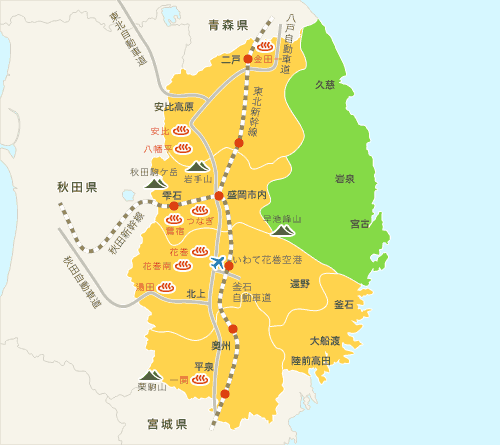 青森県
八戸自動車道
東北自動車道
二戸
金田一
久慈
安比高原
東北新幹線
安比
八幡平
秋田駒ケ岳
岩手山
岩泉
秋田県
雫石
盛岡市内
つなぎ
鶯宿
早池峰山
宮古
秋田新幹線
花巻
いわて花巻空港
花巻南
秋田自動車道
湯田
北上
釜石
自動車道
遠野
釜石
奥州
大船渡
平泉
陸前高田
栗駒山
一関
宮城県